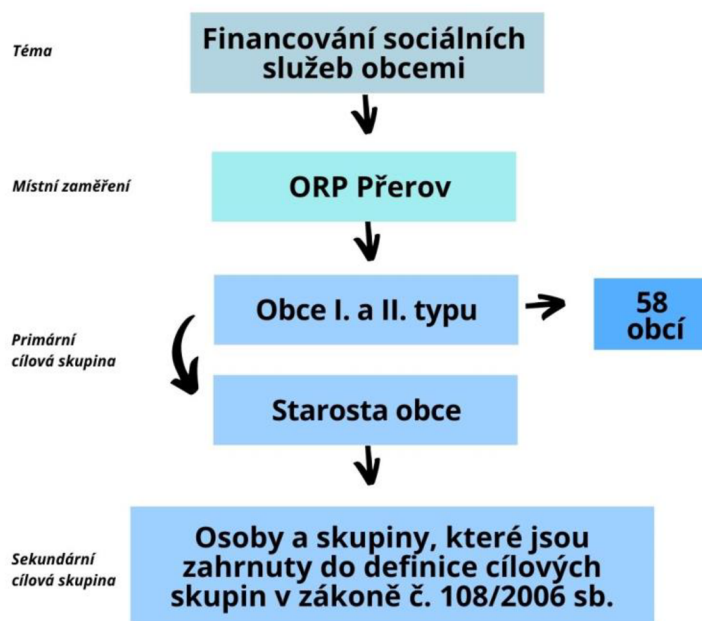 Téma
Financování sociálních
služeb obcemi
Místní zaměření
ORP Přerov
Obce I. a II. typu
58
obcí
Primární
cílová skupina
Starosta obce
Sekundární
cílová skupina
Osoby a skupiny, které jsou
zahrnuty do definice cílových
skupin v zákoně č. 108/2006 sb.